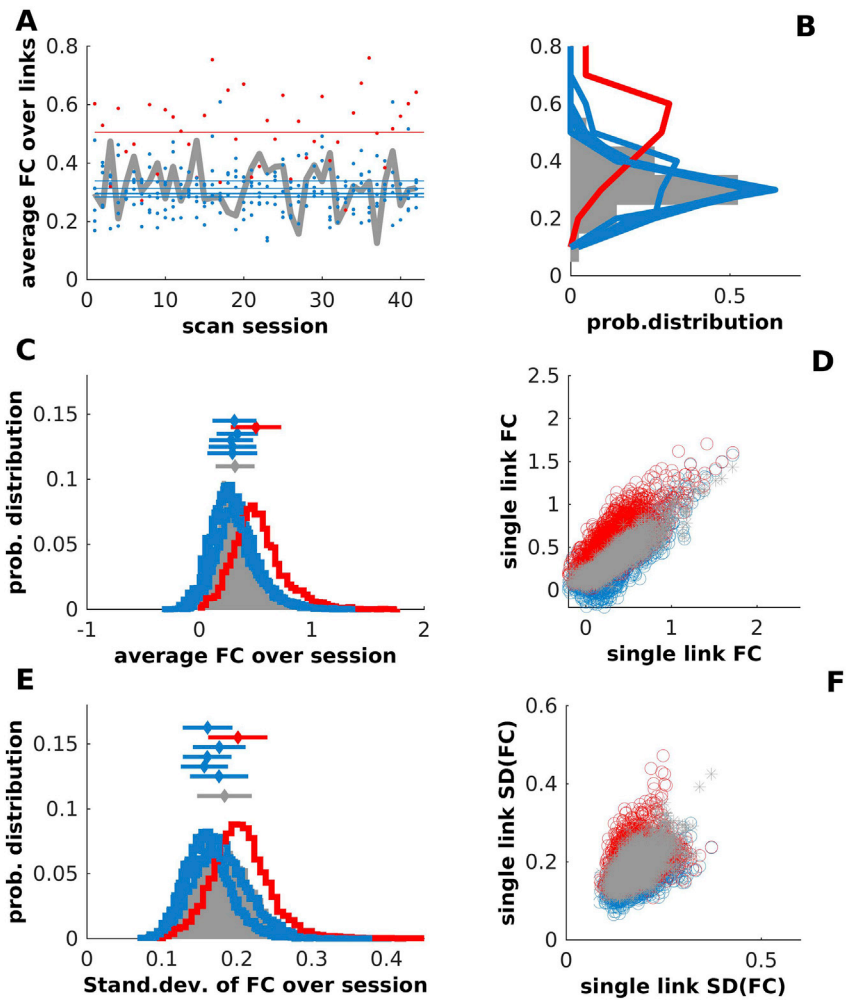 A
average FC over links
0.8
0.6
0.4
0.2
0
1
10
20
30
40
scan session
B
0.8
0.6
0.4
0.2
0
0
0.5
prob.distribution
C
prob. distribution
0.15
0.1
0.05
0
-1
0
1
2
average FC over session
D
single link FC
2.5
2
1.5
1
0.5
0
0
1
2
single link FC
E
prob. distribution
0.15
0.1
0.05
0
0
0.1
0.2
0.3
0.4
Stand.dev. of FC over session
F
single link SD(FC)
0.6
0.4
0.2
0
0
0.5
single link SD(FC)